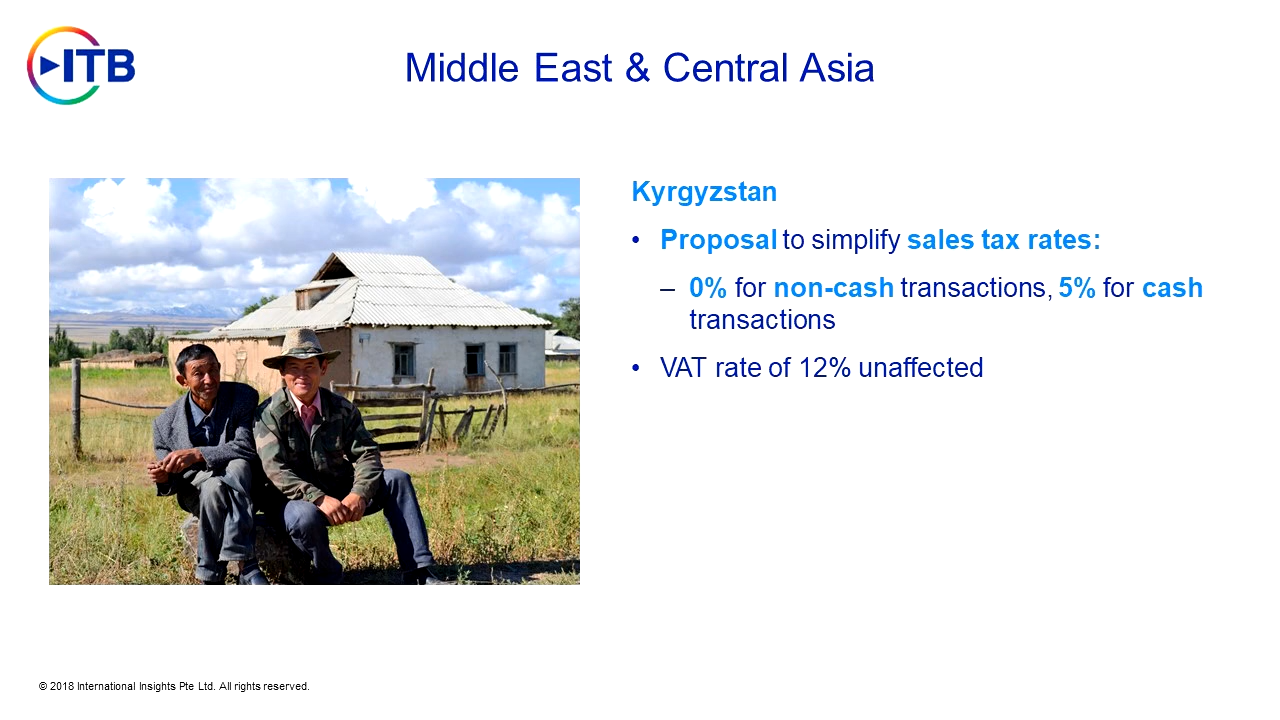 ITB
Middle East & Central Asia
Kyrgyzstan
• Proposal to simplify sales tax rates:
– 0% for non-cash transactions, 5% for cash
transactions
• VAT rate of 12% unaffected
© 2018 International Insights Pte Ltd. All rights reserved.